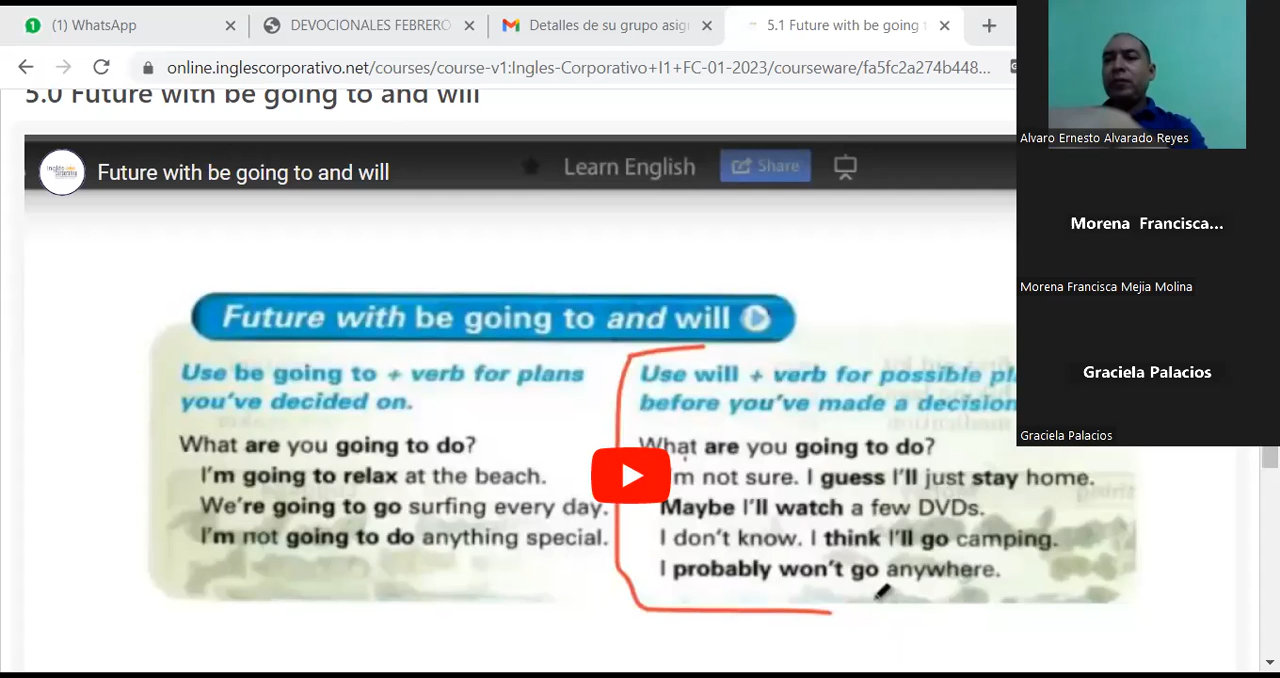 (1) WhatsApp
DEVOCIONALES FEBRERO
Detalles de su grupo asig
5.1 Future with be going t
online.inglescorporativo.net/courses/course-v1:Ingles-Corporativo+I1+FC-01-2023/courseware/fa5fc2a274b448...
5.0 Future with be going to and will
Future with be going to and will
Learn English
Share
Future with be going to and will
Use be going to + verb for plans
you've decided on.
What are you going to do?
I'm going to relax at the beach.
We're going to go surfing every day.
I'm not going to do anything special.
Use will + verb for possible pl
before you've made a decision
What are you going to do?
I'm not sure. I guess I'll just stay home.
Maybe I'll watch a few DVDs.
I don't know. I think I'll go camping.
I probably won't go anywhere.
Alvaro Ernesto Alvarado Reyes
Morena Francisca...
Morena Francisca Mejia Molina
Graciela Palacios
Graciela Palacios